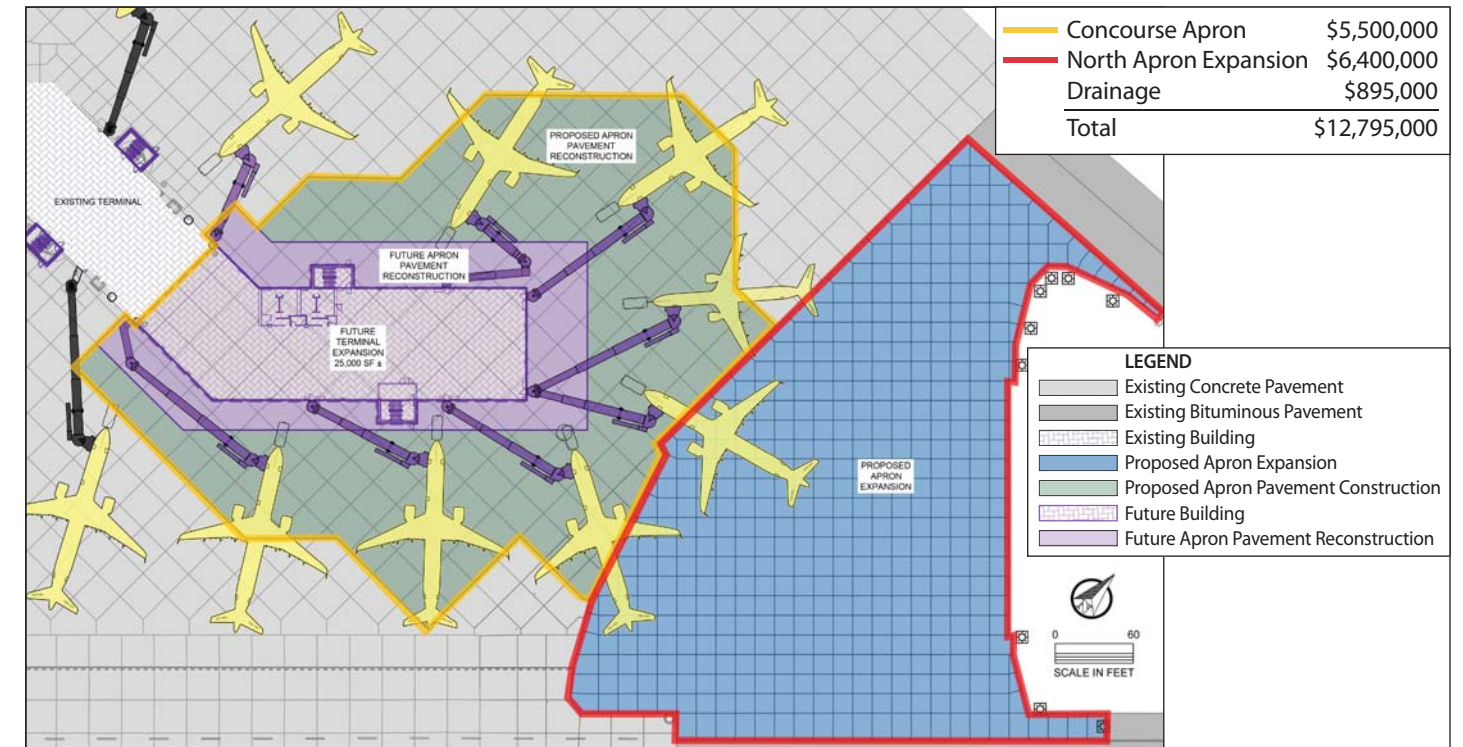 Concourse Apron $5,500,000
North Apron Expansion $6,400,000
Drainage $895,000
Total $12,795,000
PROPOSED APRON
PAVEMENT
RECONSTRUCTION
EXISTING TERMINAL
FUTURE APRON
PAVEMENT
RECONSTRUCTION
FUTURE
TERMINAL
EXPANSION
25,000 SF ±
PROPOSED
APRON
EXPANSION
LEGEND
Existing Concrete Pavement
Existing Bituminous Pavement
Existing Building
Proposed Apron Expansion
Proposed Apron Pavement Construction
Future Building
Future Apron Pavement Reconstruction
0 60
SCALE IN FEET